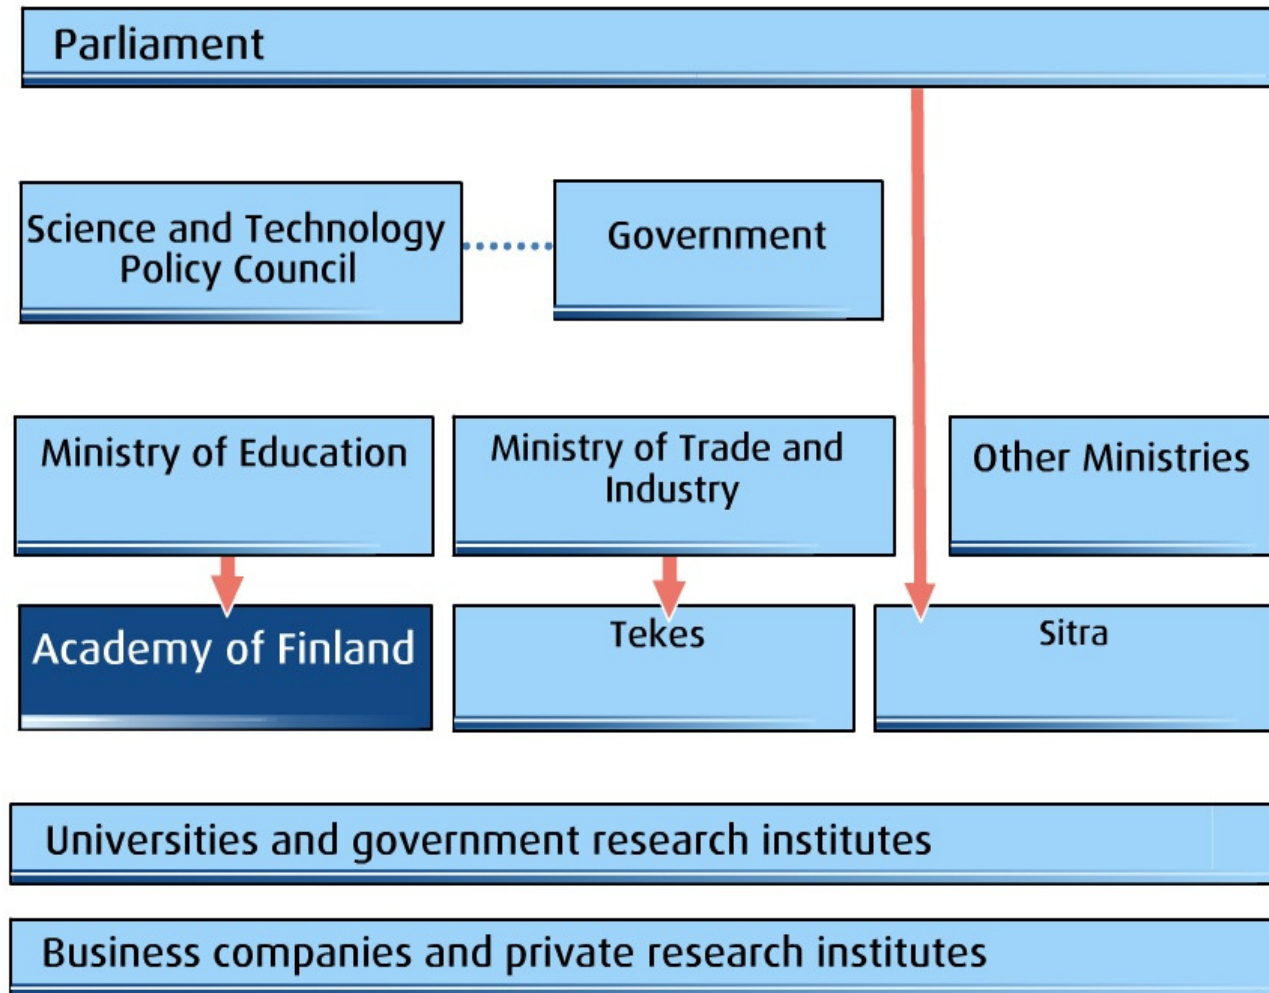 Parliament
Science and Technology
Policy Council
Government
Ministry of Education
Ministry of Trade and
Industry
Other Ministries
Academy of Finland
Tekes
Sitra
Universities and government research institutes
Business companies and private research institutes